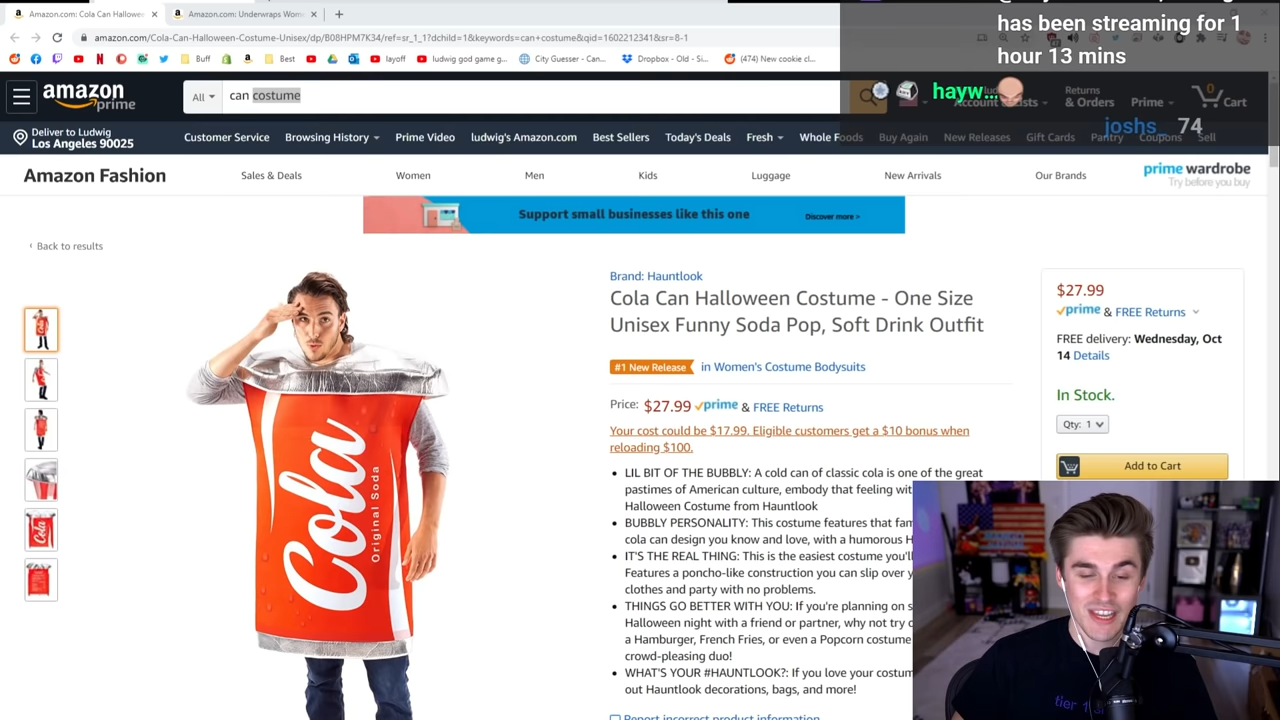 Amazon.com: Cola Can Hallowee
Amazon.com: Underwraps Wom
has been streaming for 1
hour 13 mins
amazon.com/Cola-Can-Halloween-Costume-Unisex/dp/B08HPM7K34/ref=sr_1_1?dchild=1&keywords=can+costume&qid=1602212341&sr=8-1
Buff
Best
layoff
ludwig god game g...
City Guesser - Can...
Dropbox - Old - Si...
(474) New cookie cl...
amazon prime
All
can costume
hayw...
Returns
& Orders
Prime
0
Cart
joshs_ 74
Deliver to Ludwig
Los Angeles 90025
Customer Service
Browsing History
Prime Video
ludwig's Amazon.com
Best Sellers
Today's Deals
Fresh
Whole Foods
Buy Again
New Releases
Gift Cards
Pantry
Coupons
Sell
Amazon Fashion
Sales & Deals
Women
Men
Kids
Luggage
New Arrivals
Our Brands
prime wardrobe
Try before you buy
Support small businesses like this one
Discover more >
‹ Back to results
Brand: Hauntlook
Cola Can Halloween Costume - One Size
Unisex Funny Soda Pop, Soft Drink Outfit
#1 New Release in Women's Costume Bodysuits
Price: $27.99 prime & FREE Returns
Your cost could be $17.99. Eligible customers get a $10 bonus when
reloading $100.
• LIL BIT OF THE BUBBLY: A cold can of classic cola is one of the great
pastimes of American culture, embody that feeling wit
Halloween Costume from Hauntlook
• BUBBLY PERSONALITY: This costume features that fam
cola can design you know and love, with a humorous H
• IT'S THE REAL THING: This is the easiest costume you'll
Features a poncho-like construction you can slip over y
clothes and party with no problems.
• THINGS GO BETTER WITH YOU: If you're planning on s
Halloween night with a friend or partner, why not try c
a Hamburger, French Fries, or even a Popcorn costume
crowd-pleasing duo!
• WHAT'S YOUR #HAUNTLOOK?: If you love your costum
out Hauntlook decorations, bags, and more!
Report incorrect product information
$27.99
prime & FREE Returns
FREE delivery: Wednesday, Oct
14 Details
In Stock.
Qty: 1
Add to Cart
Cola
Original Soda
tier 1